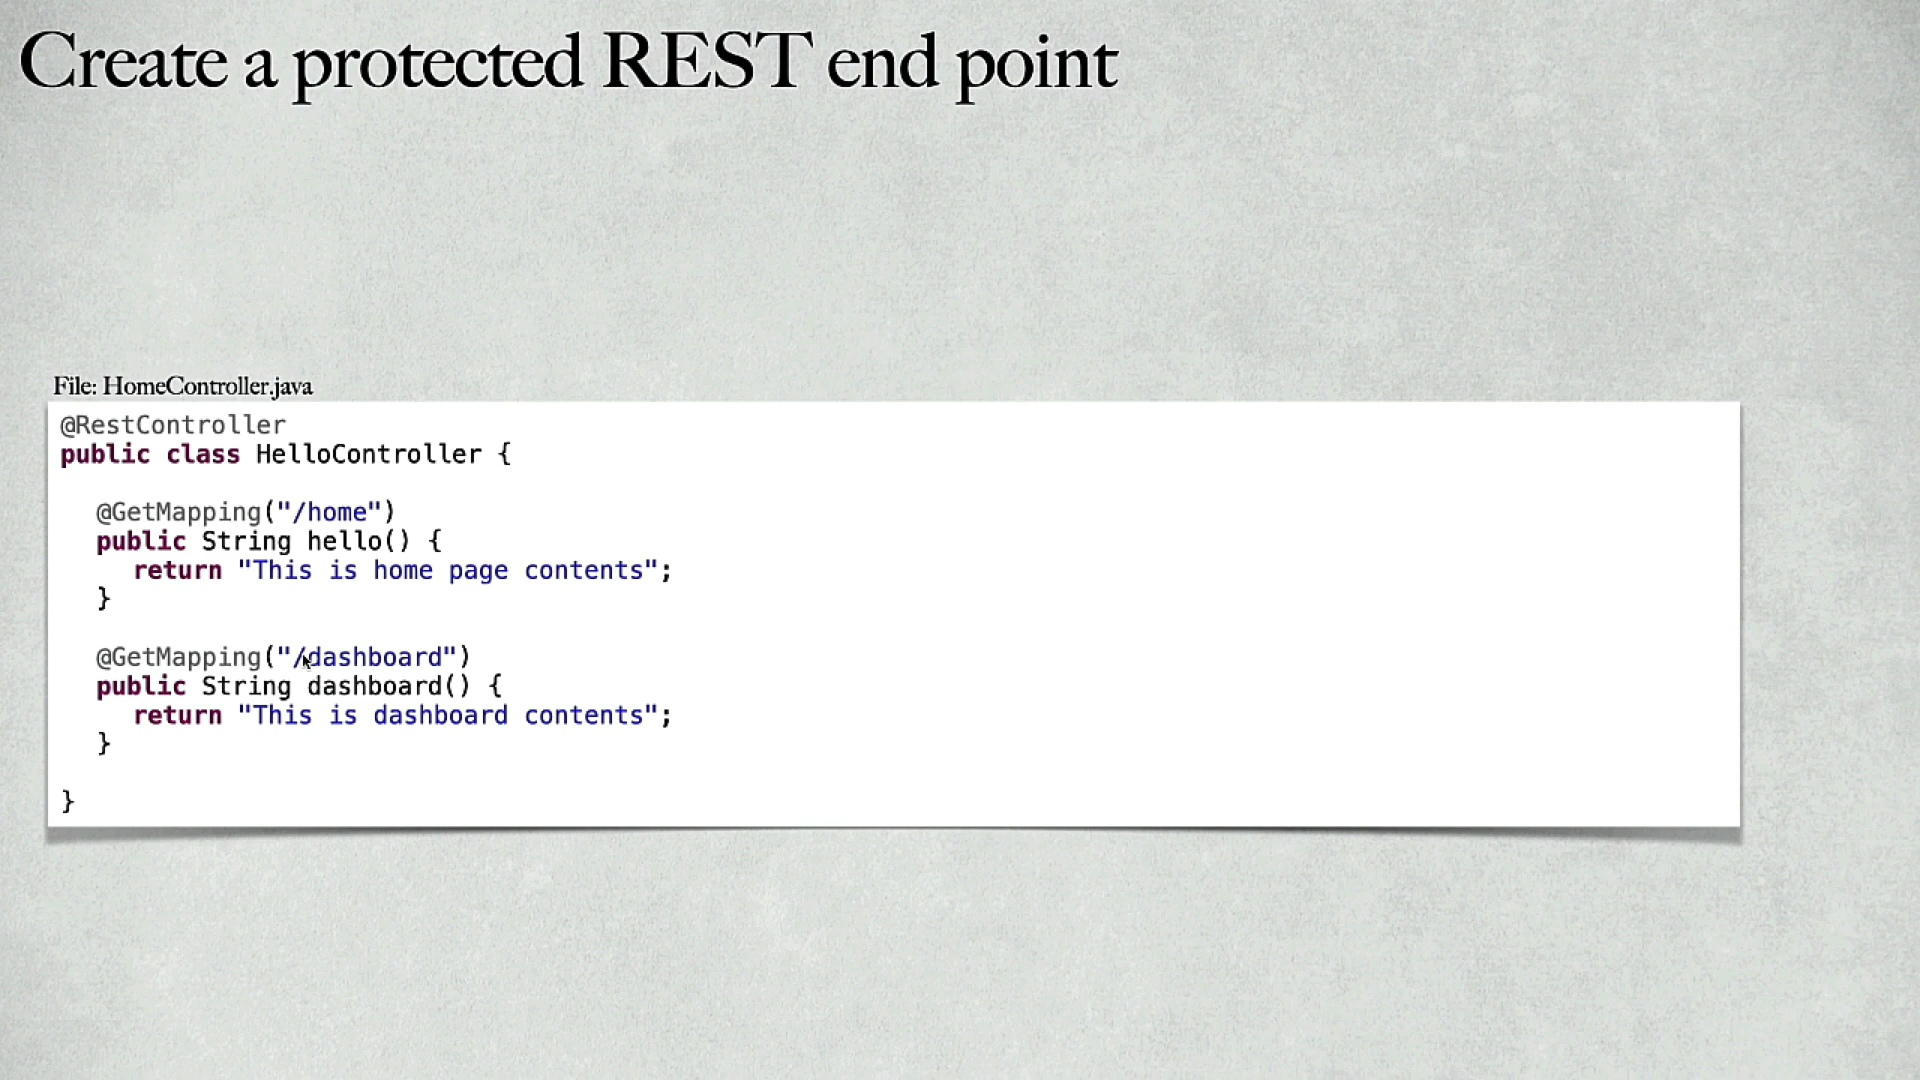 Create a protected REST end point
File: HomeController.java
@RestController
public class HelloController {
@GetMapping("/home")
public String hello() {
return "This is home page contents";
}
@GetMapping("/dashboard")
public String dashboard() {
return "This is dashboard contents";
}
}